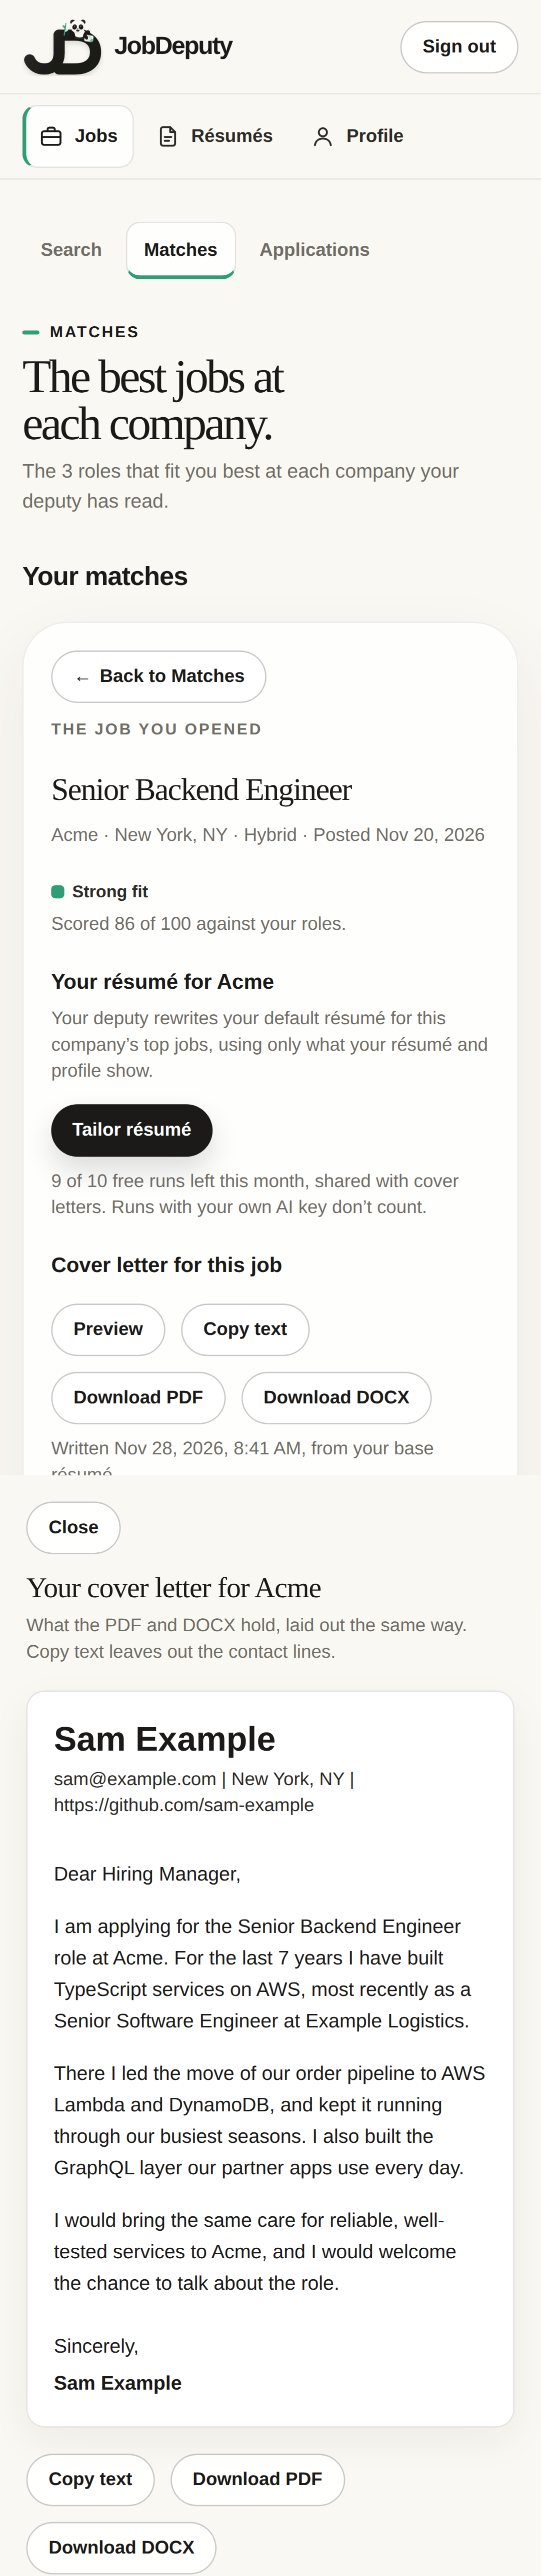 JobDeputy
Sign out
Jobs
Résumés
Profile
Search
Matches
Applications
MATCHES
The best jobs at
each company.
The 3 roles that fit you best at each company your
deputy has read.
Your matches
← Back to Matches
THE JOB YOU OPENED
Senior Backend Engineer
Acme · New York, NY · Hybrid · Posted Nov 20, 2026
Strong fit
Scored 86 of 100 against your roles.
Your résumé for Acme
Your deputy rewrites your default résumé for this
company’s top jobs, using only what your résumé and
profile show.
Tailor résumé
9 of 10 free runs left this month, shared with cover
letters. Runs with your own AI key don’t count.
Cover letter for this job
Preview
Copy text
Download PDF
Download DOCX
Written Nov 28, 2026, 8:41 AM, from your base
résumé
Close
Your cover letter for Acme
What the PDF and DOCX hold, laid out the same way.
Copy text leaves out the contact lines.
Sam Example
sam@example.com | New York, NY |
https://github.com/sam-example
Dear Hiring Manager,
I am applying for the Senior Backend Engineer
role at Acme. For the last 7 years I have built
TypeScript services on AWS, most recently as a
Senior Software Engineer at Example Logistics.
There I led the move of our order pipeline to AWS
Lambda and DynamoDB, and kept it running
through our busiest seasons. I also built the
GraphQL layer our partner apps use every day.
I would bring the same care for reliable, well-
tested services to Acme, and I would welcome
the chance to talk about the role.
Sincerely,
Sam Example
Copy text
Download PDF
Download DOCX